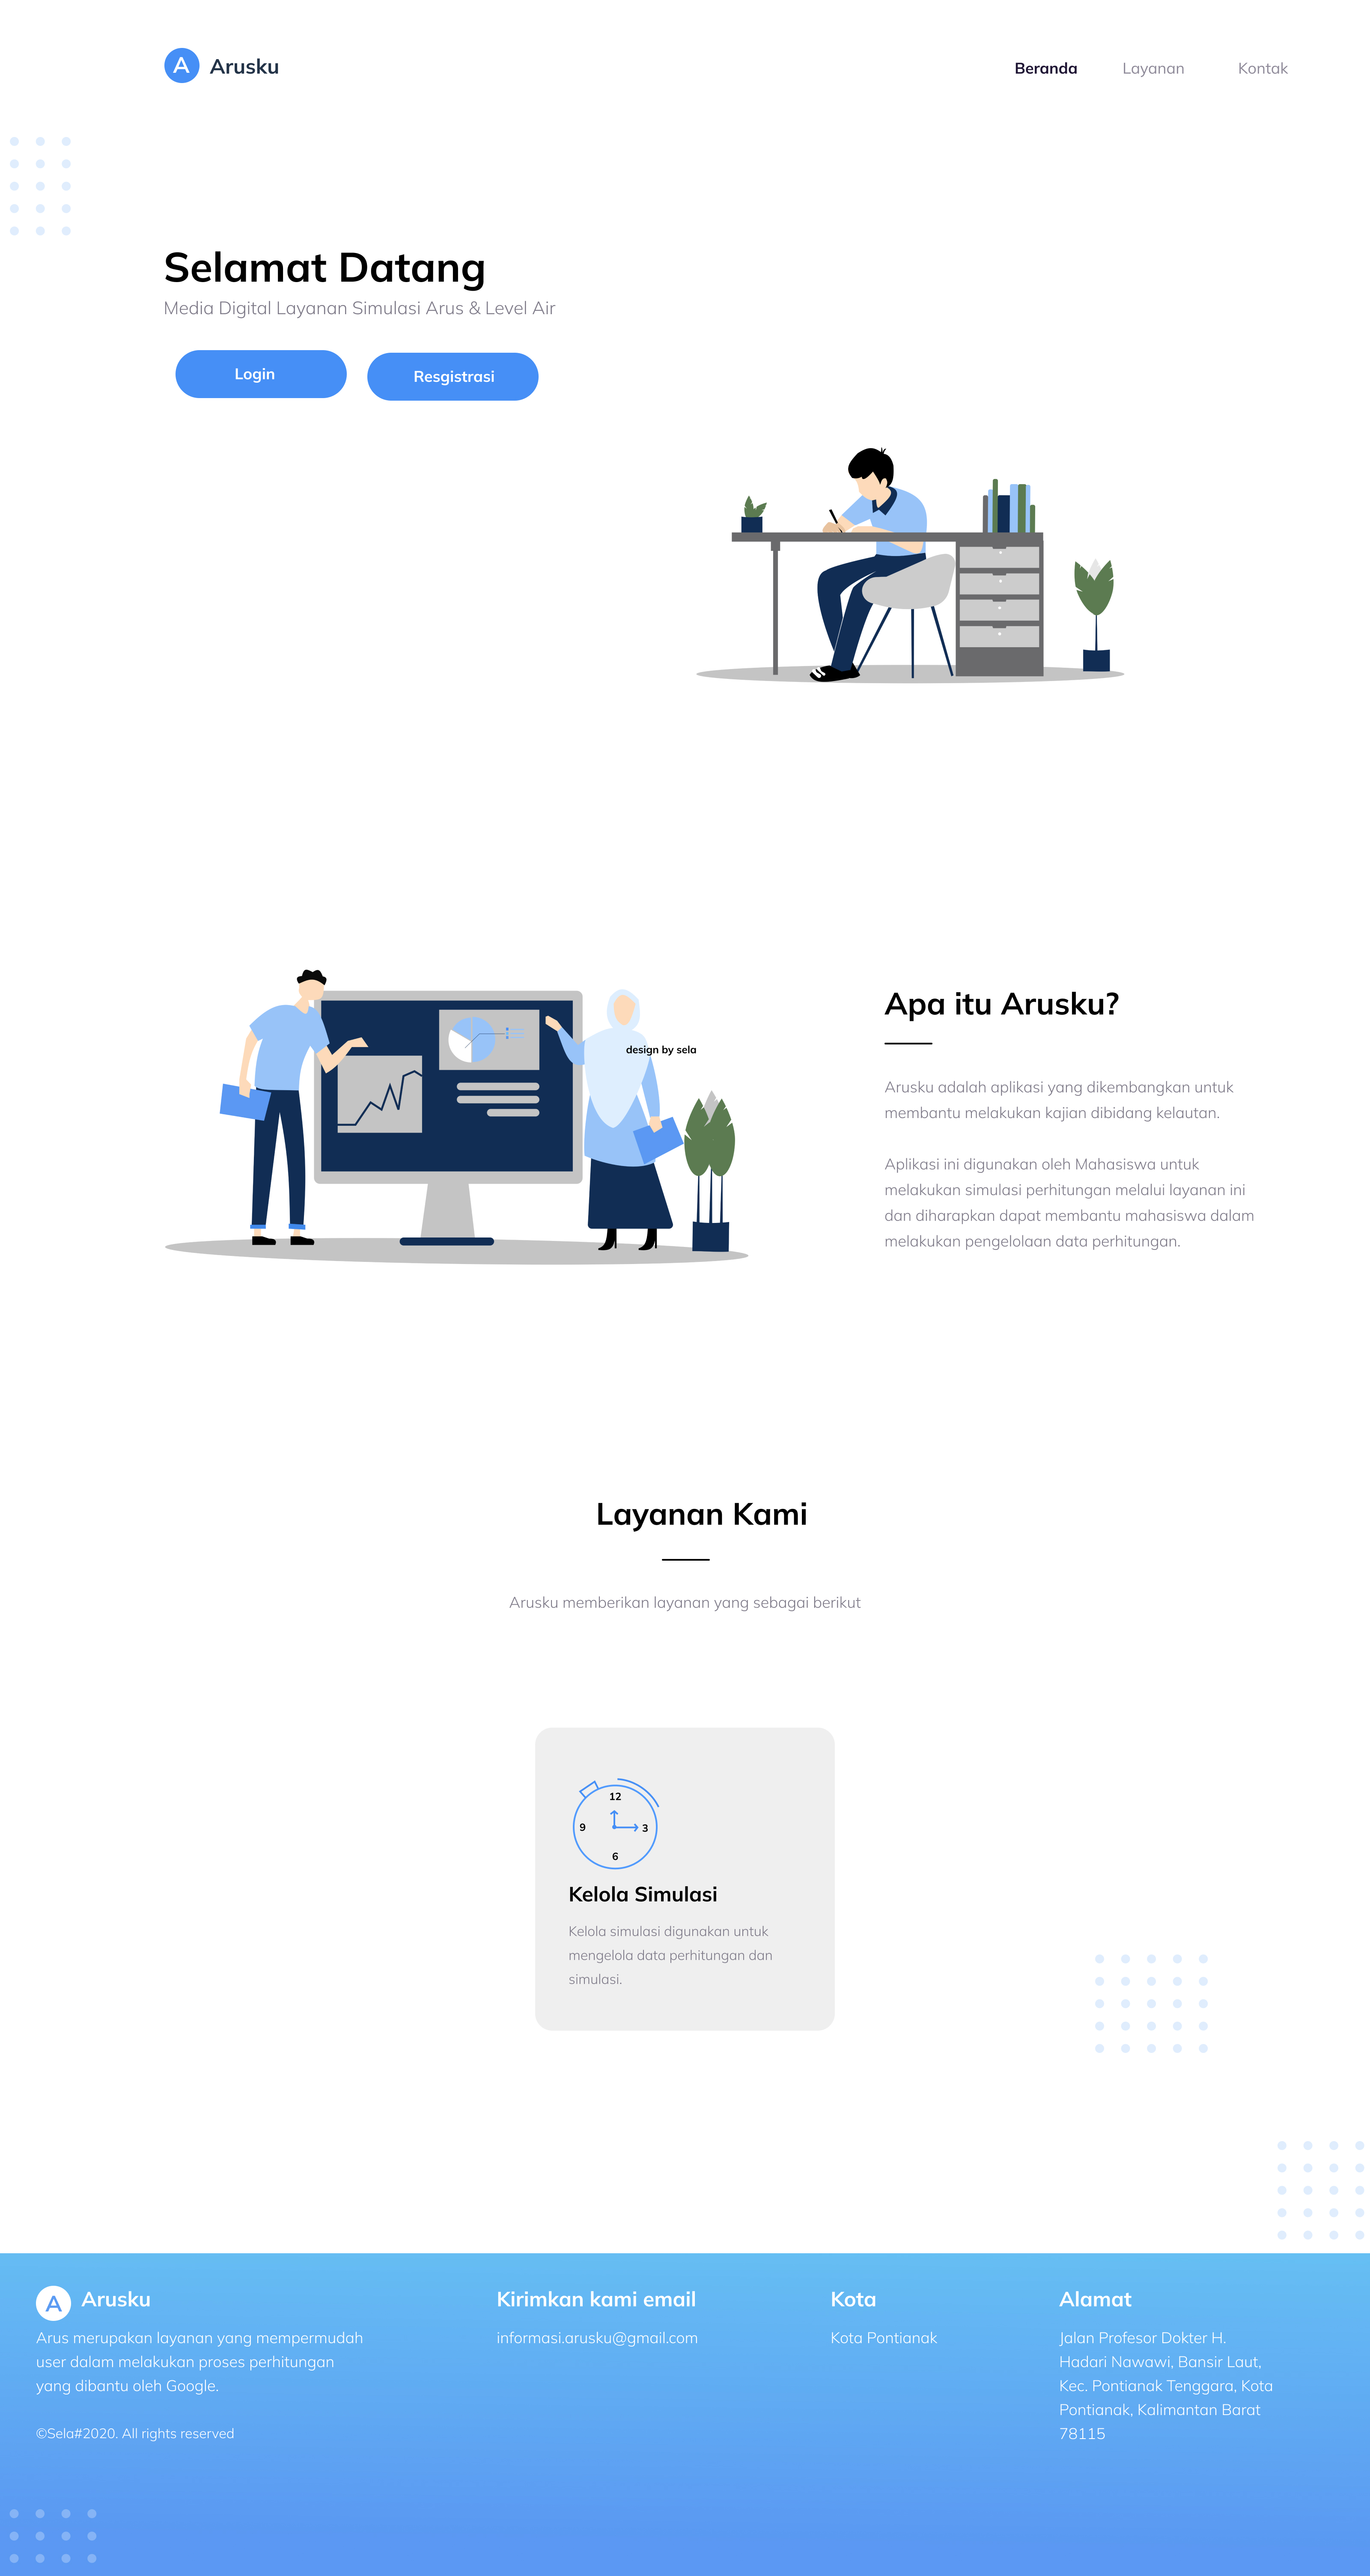 A Arusku
Beranda Layanan Kontak
Selamat Datang
Media Digital Layanan Simulasi Arus & Level Air
Login
Resgistrasi
design by sela
Apa itu Arusku?
Arusku adalah aplikasi yang dikembangkan untuk
membantu melakukan kajian dibidang kelautan.
Aplikasi ini digunakan oleh Mahasiswa untuk
melakukan simulasi perhitungan melalui layanan ini
dan diharapkan dapat membantu mahasiswa dalam
melakukan pengelolaan data perhitungan.
Layanan Kami
Arusku memberikan layanan yang sebagai berikut
12
9
3
6
Kelola Simulasi
Kelola simulasi digunakan untuk
mengelola data perhitungan dan
simulasi.
A Arusku
Arus merupakan layanan yang mempermudah
user dalam melakukan proses perhitungan
yang dibantu oleh Google.
©Sela#2020. All rights reserved
Kirimkan kami email
informasi.arusku@gmail.com
Kota
Kota Pontianak
Alamat
Jalan Profesor Dokter H.
Hadari Nawawi, Bansir Laut,
Kec. Pontianak Tenggara, Kota
Pontianak, Kalimantan Barat
78115